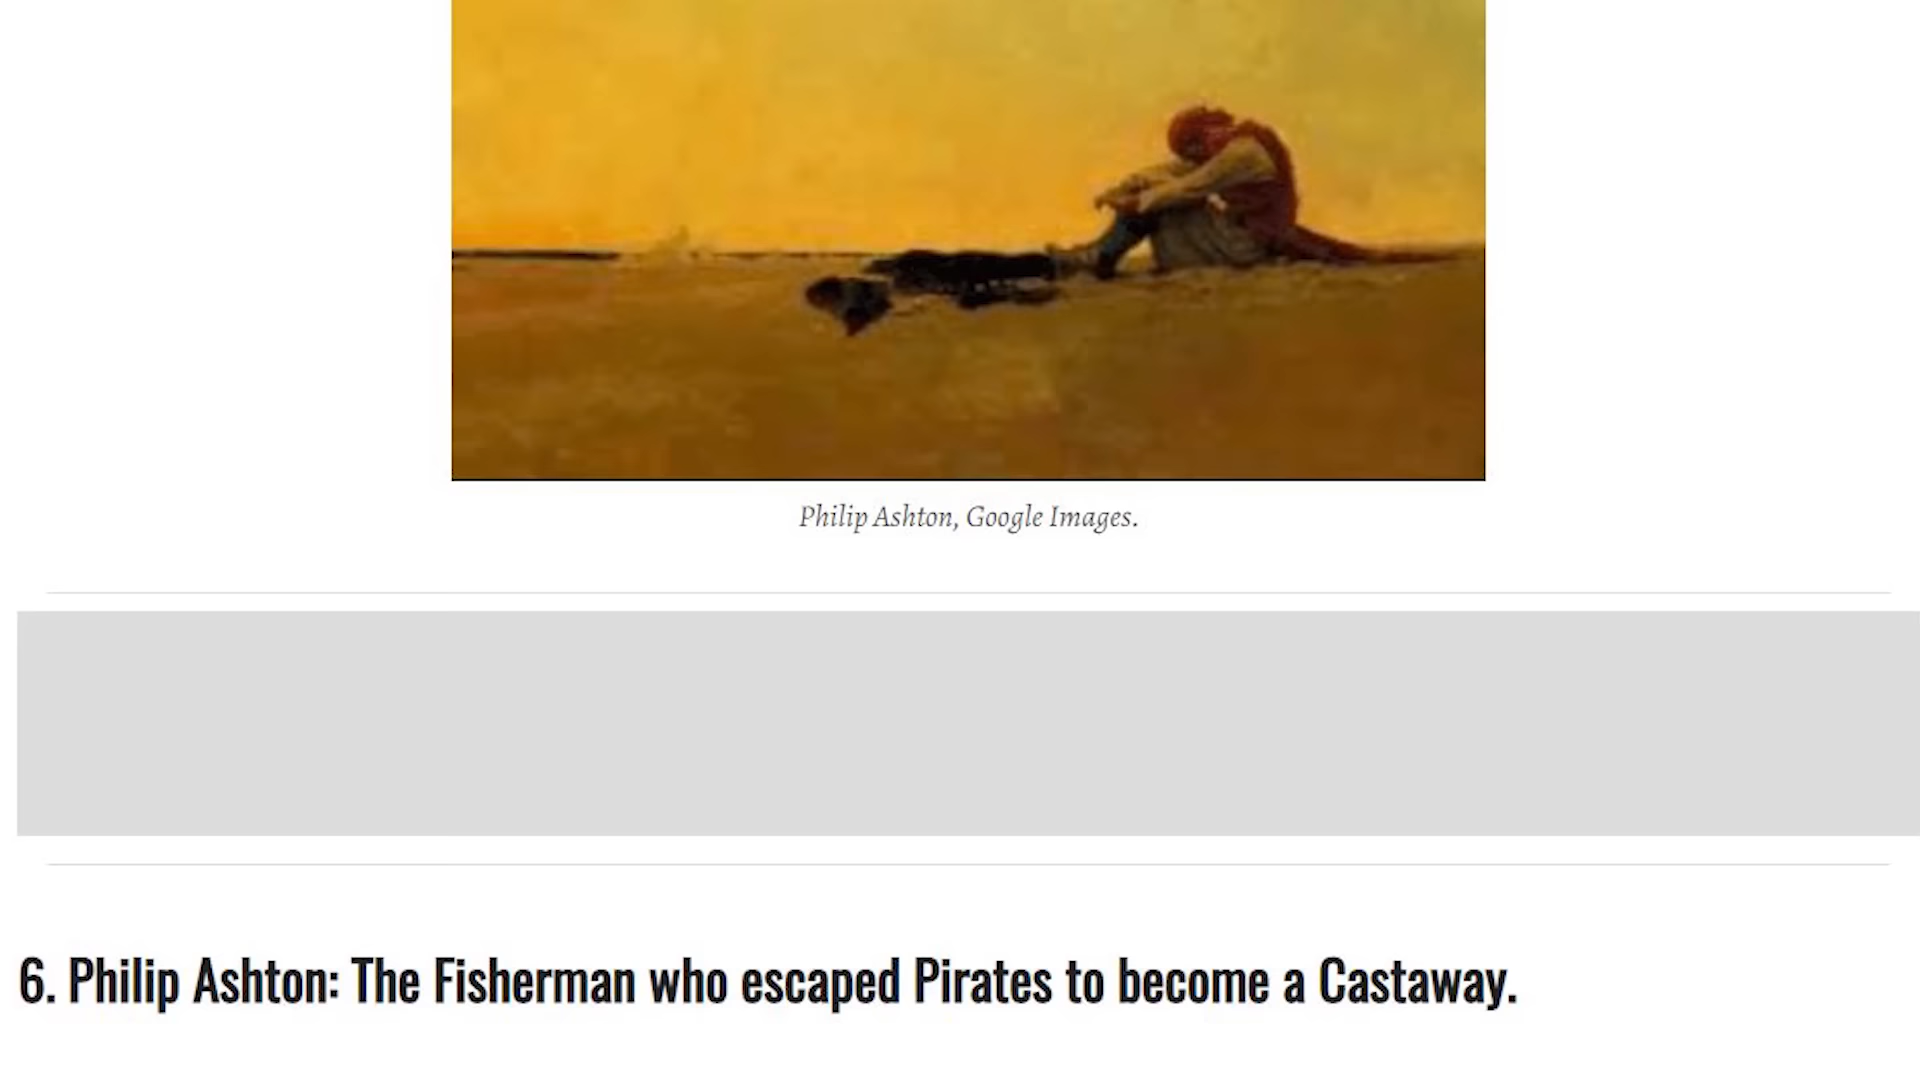 Philip Ashton, Google Images.
6. Philip Ashton: The Fisherman who escaped Pirates to become a Castaway.